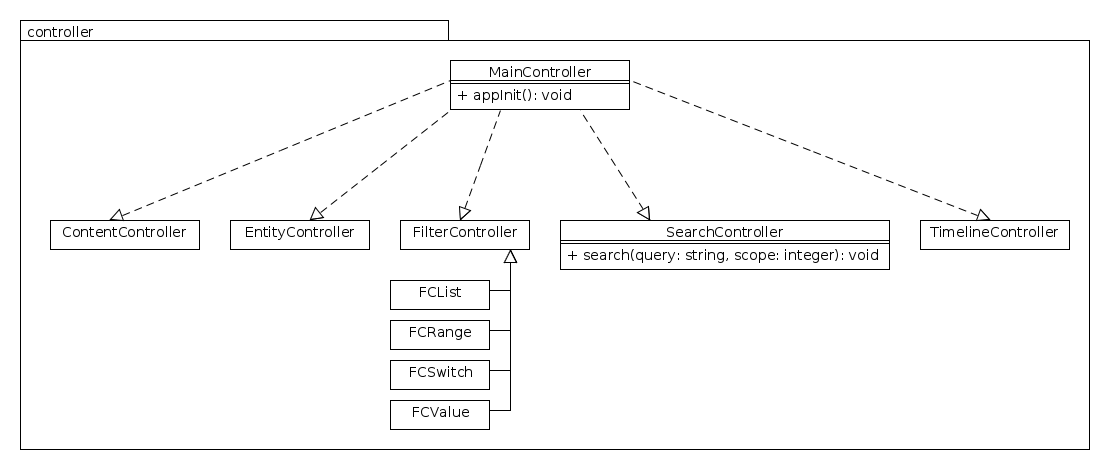 controller
MainController
+ appInit(): void
ContentController
EntityController
FilterController
SearchController
+ search(query: string, scope: integer): void
TimelineController
FCList
FCRange
FCSwitch
FCValue